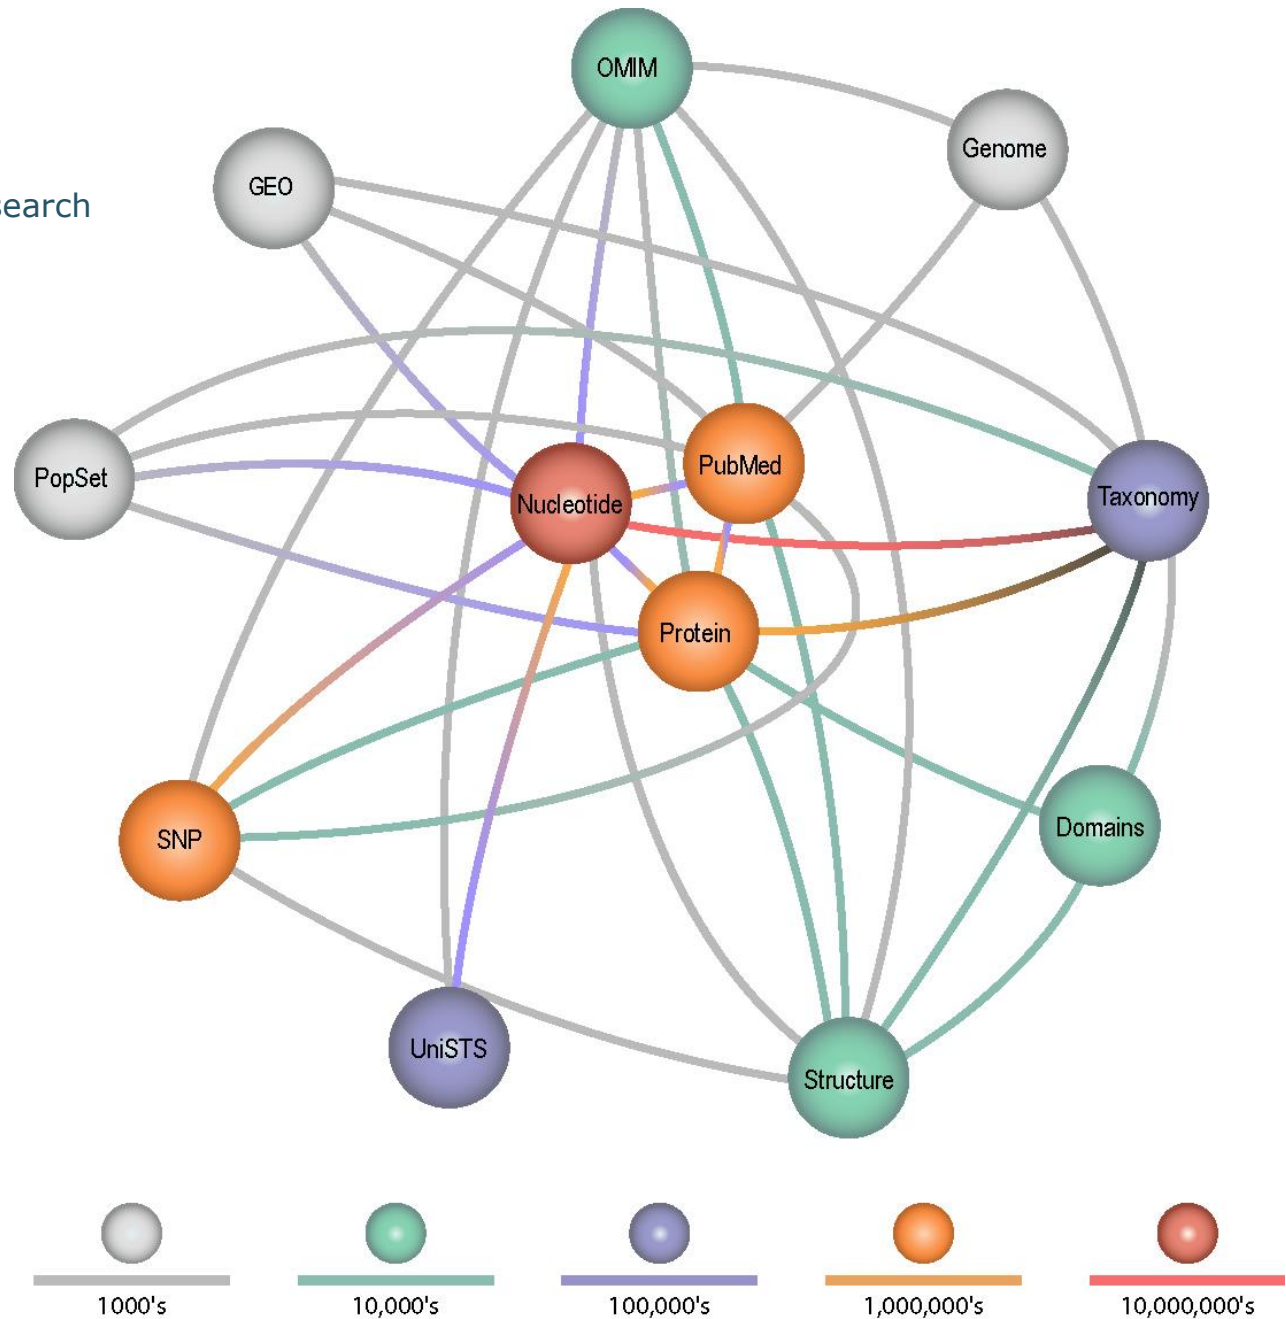 OMIM
Genome
GEO
search
PopSet
PubMed
Nucleotide
Taxonomy
Protein
SNP
Domains
UniSTS
Structure
1000's
10,000's
100,000's
1,000,000's
10,000,000's